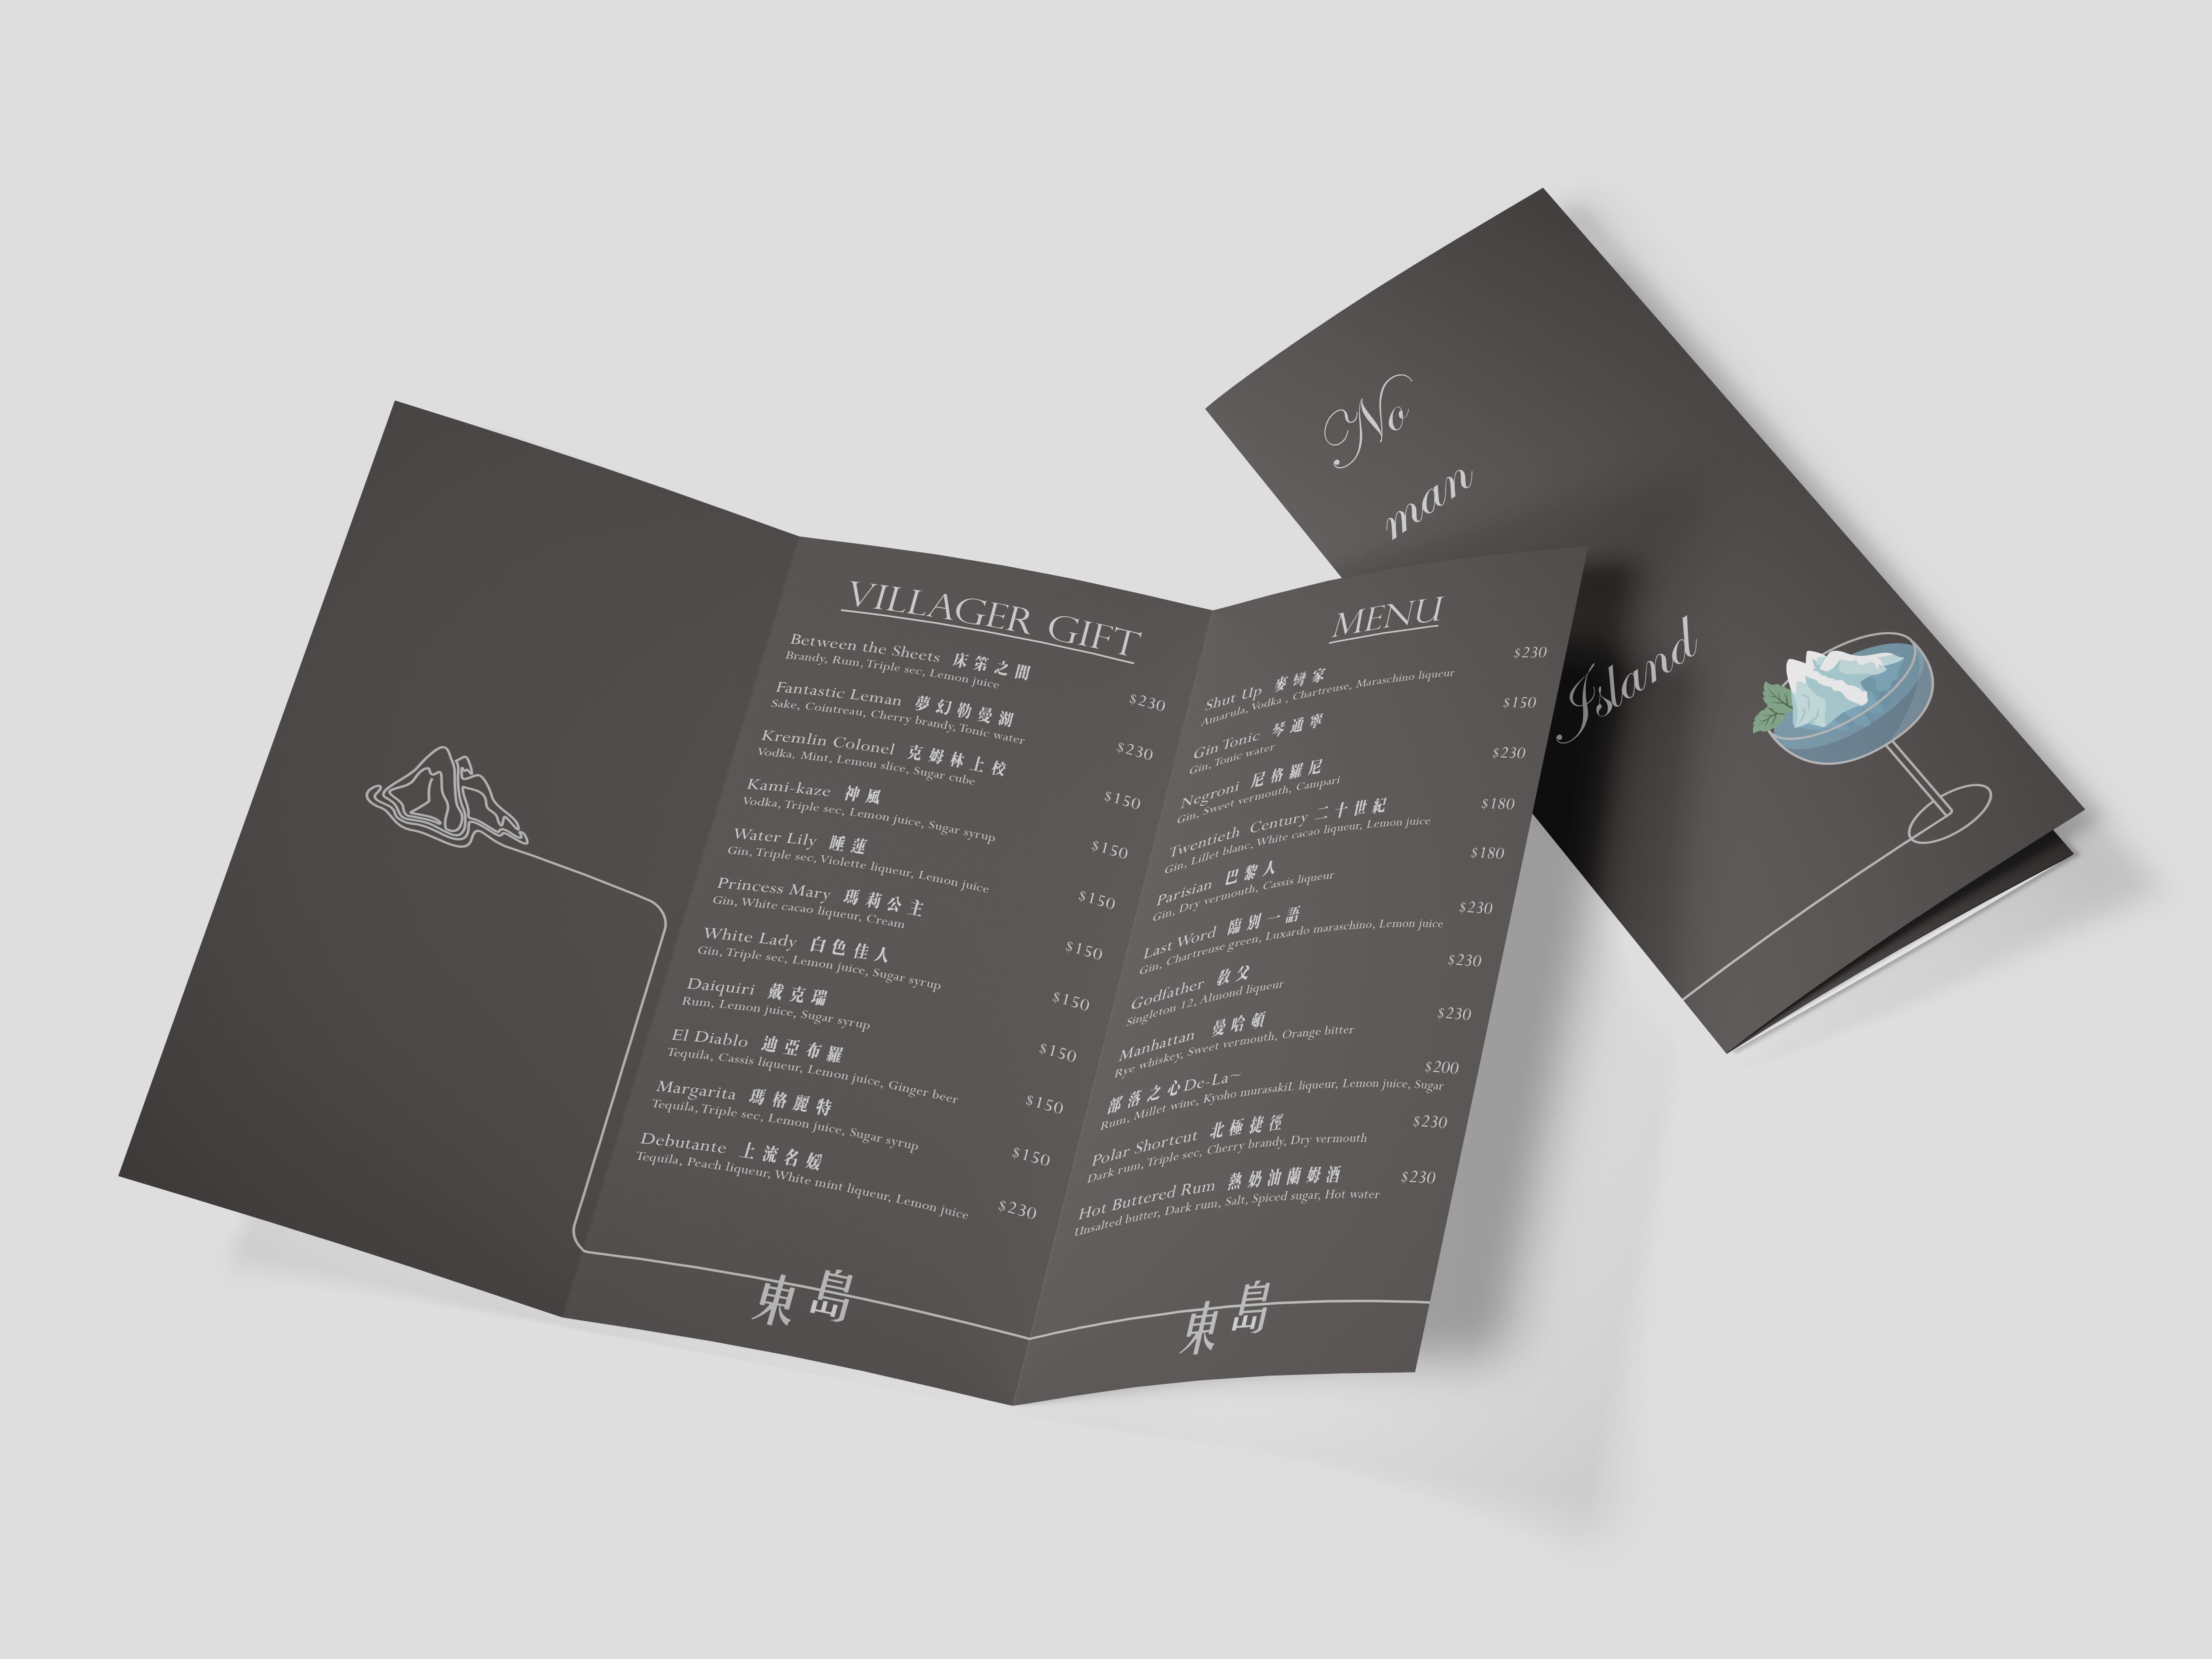 VILLAGER GIFT
Between the Sheets 床笫之間
Brandy, Rum, Triple sec, Lemon juice
$230
Fantastic Leman 夢幻勒曼湖
Sake, Cointreau, Cherry brandy, Tonic water
$230
Kremlin Colonel 克姆林上校
Vodka, Mint, Lemon slice, Sugar cube
$150
Kami-kaze 神風
Vodka, Triple sec, Lemon juice, Sugar syrup
$150
Water Lily 睡蓮
Gin, Triple sec, Violette liqueur, Lemon juice
$150
Princess Mary 瑪莉公主
Gin, White cacao liqueur, Cream
$150
White Lady 白色佳人
Gin, Triple sec, Lemon juice, Sugar syrup
$150
Daiquiri 戴克瑞
Rum, Lemon juice, Sugar syrup
$150
El Diablo 迪亞布羅
Tequila, Cassis liqueur, Lemon juice, Ginger beer
$150
Margarita 瑪格麗特
Tequila, Triple sec, Lemon juice, Sugar syrup
$150
Debutante 上流名媛
Tequila, Peach liqueur, White mint liqueur, Lemon juice
$230
東島
MENU
$230
Shut Up 麥彎家
Amarula, Vodka , Chartreuse, Maraschino liqueur
$150
Gin Tonic 琴通寧
Gin, Tonic water
$230
Negroni 尼格羅尼
Gin, Sweet vermouth, Campari
$180
Twentieth Century 二十世紀
Gin, Lillet blanc, White cacao liqueur, Lemon juice
$180
Parisian 巴黎人
Gin, Dry vermouth, Cassis liqueur
$230
Last Word 臨別一語
Gin, Chartreuse green, Luxardo maraschino, Lemon juice
$230
Godfather 教父
Singleton 12, Almond liqueur
$230
Manhattan 曼哈頓
Rye whiskey, Sweet vermouth, Orange bitter
$200
部落之心De-La~
Rum, Millet wine, Kyoho murasakiL liqueur, Lemon juice, Sugar
$230
Polar Shortcut 北極捷徑
Dark rum, Triple sec, Cherry brandy, Dry vermouth
$230
Hot Buttered Rum 熱奶油蘭姆酒
Unsalted butter, Dark rum, Salt, Spiced sugar, Hot water
東島
No
man
Island